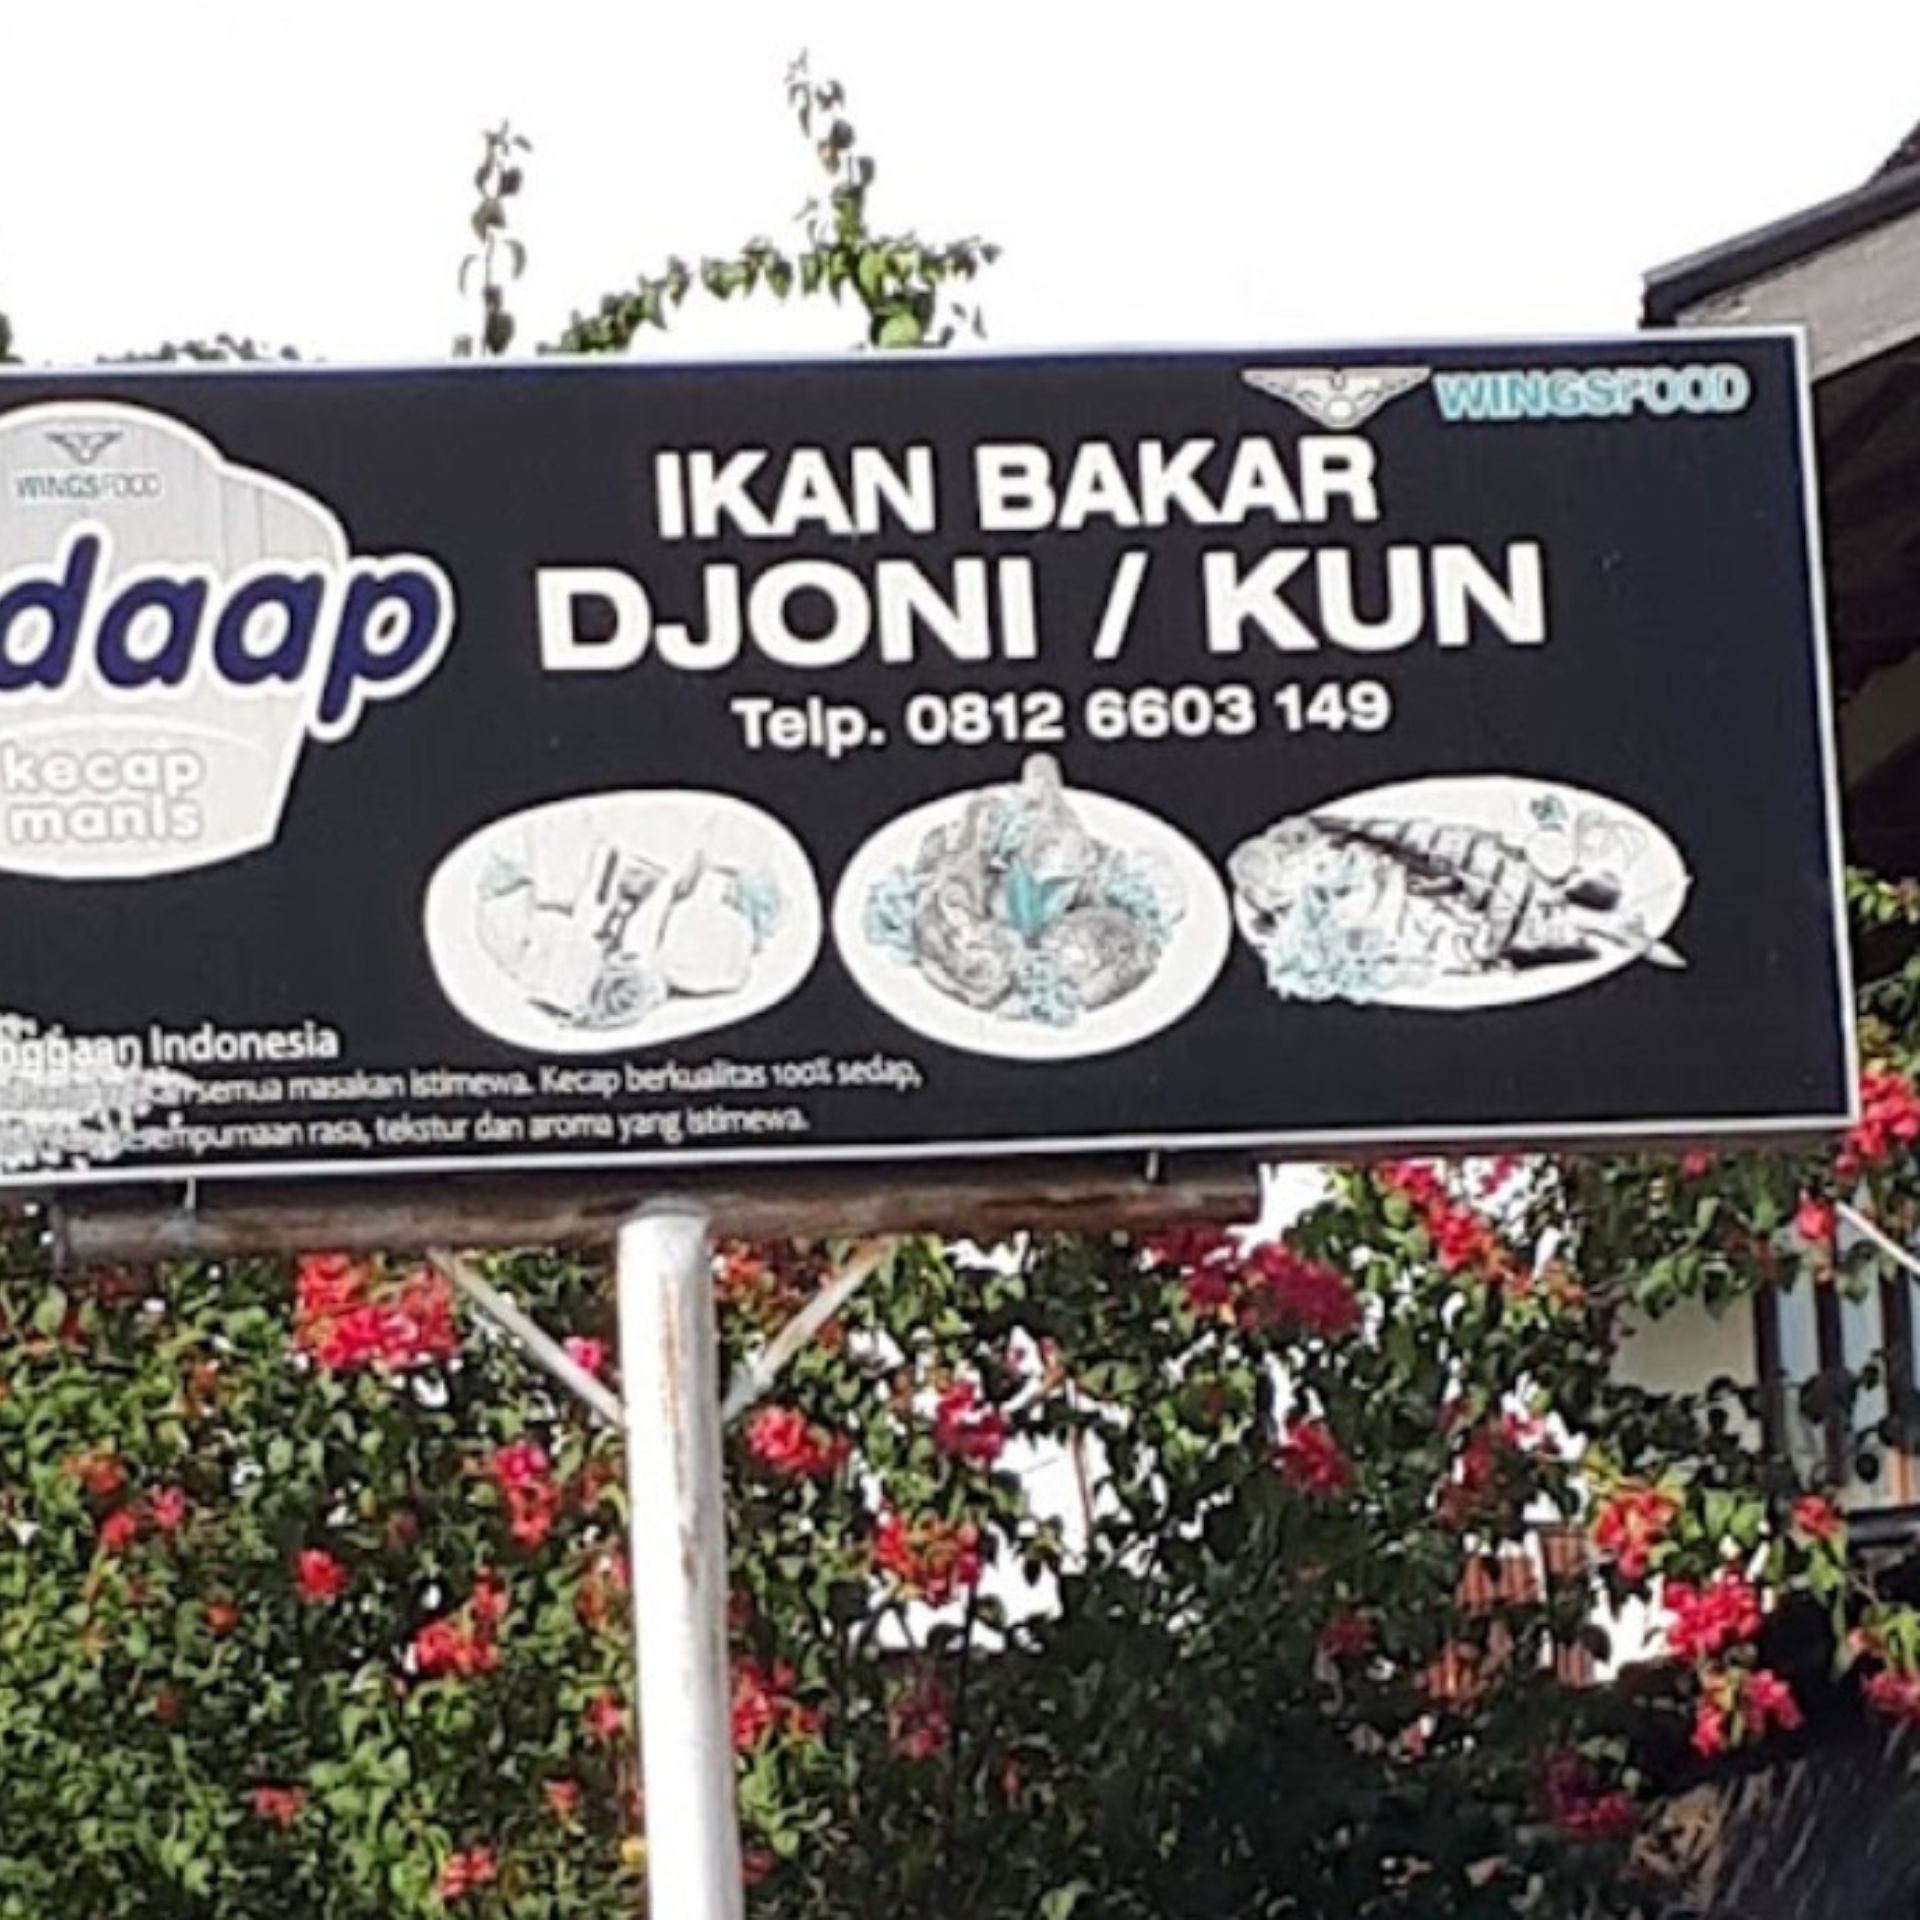 WINGSFOOD
WINGSFOOD
IKAN BAKAR
DJONI / KUN
Telp. 0812 6603 149
daap
kecap
manis
Indonesia
semua masakan istimewa. Kecap berkualitas 100% sedap,
rasa, tekstur dan aroma yang istimewa.